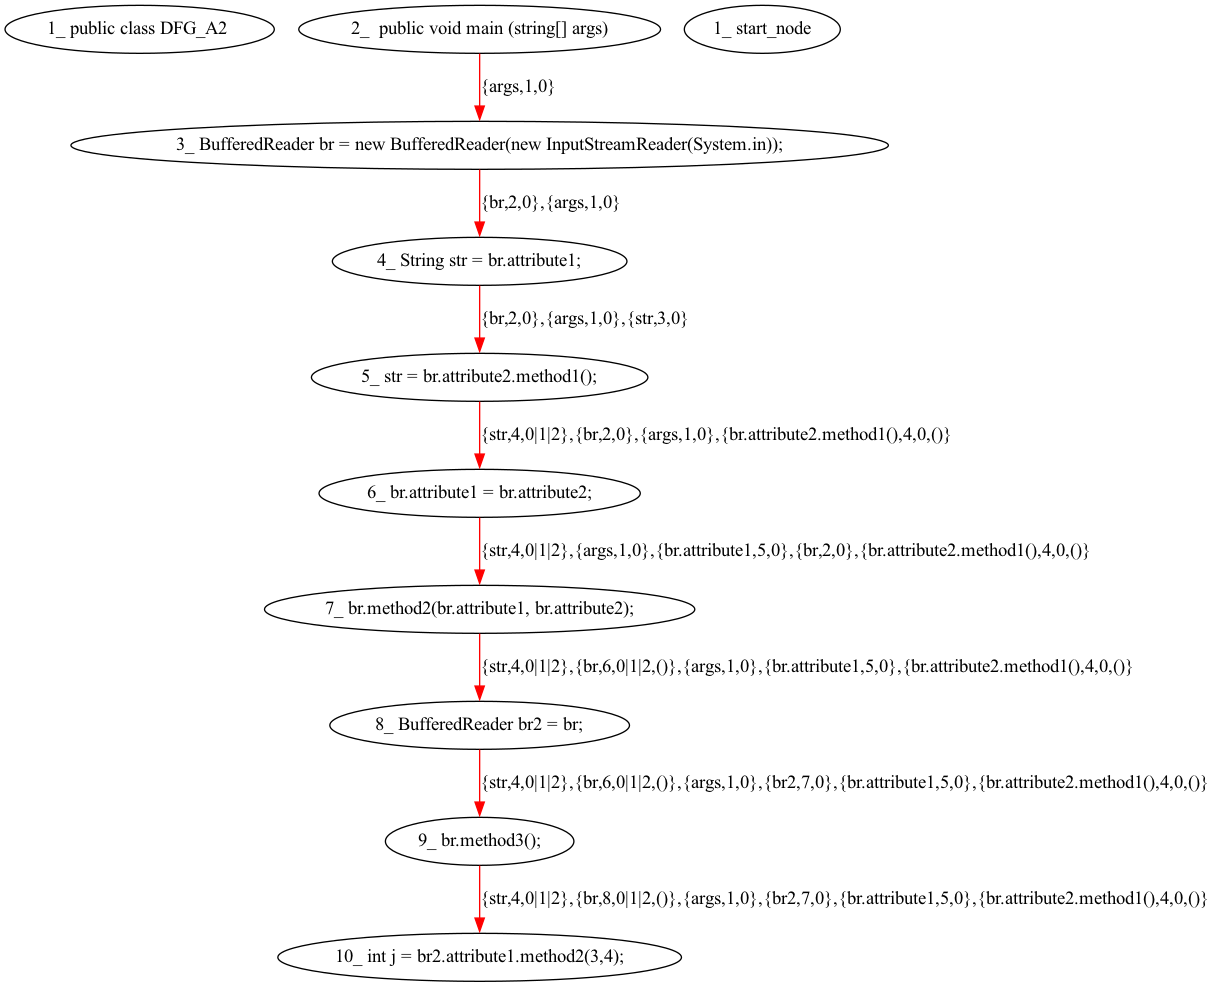 1_ public class DFG_A2
2_  public void main (string[] args)
1_ start_node
{args,1,0}
3_ BufferedReader br = new BufferedReader(new InputStreamReader(System.in));
{br,2,0},{args,1,0}
4_ String str = br.attribute1;
{br,2,0},{args,1,0},{str,3,0}
5_ str = br.attribute2.method1();
{str,4,0|1|2},{br,2,0},{args,1,0},{br.attribute2.method1(),4,0,()}
6_ br.attribute1 = br.attribute2;
{str,4,0|1|2},{args,1,0},{br.attribute1,5,0},{br,2,0},{br.attribute2.method1(),4,0,()}
7_ br.method2(br.attribute1, br.attribute2);
{str,4,0|1|2},{br,6,0|1|2,()},{args,1,0},{br.attribute1,5,0},{br.attribute2.method1(),4,0,()}
8_ BufferedReader br2 = br;
{str,4,0|1|2},{br,6,0|1|2,()},{args,1,0},{br2,7,0},{br.attribute1,5,0},{br.attribute2.method1(),4,0,()}
9_ br.method3();
{str,4,0|1|2},{br,8,0|1|2,()},{args,1,0},{br2,7,0},{br.attribute1,5,0},{br.attribute2.method1(),4,0,()}
10_ int j = br2.attribute1.method2(3,4);